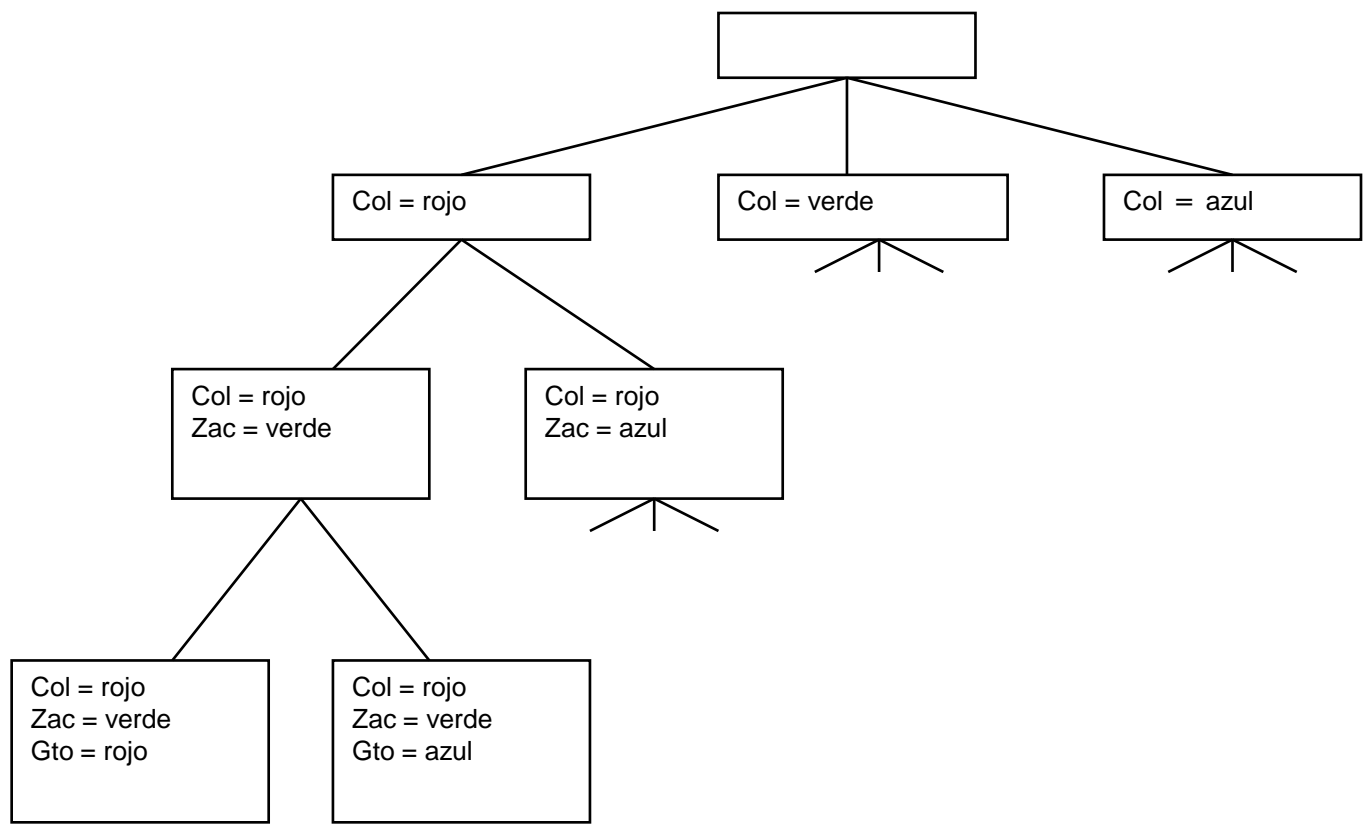 Col = rojo
Col = verde
Col = azul
Col = rojo
Zac = verde
Col = rojo
Zac = azul
Col = rojo
Zac = verde
Gto = rojo
Col = rojo
Zac = verde
Gto = azul